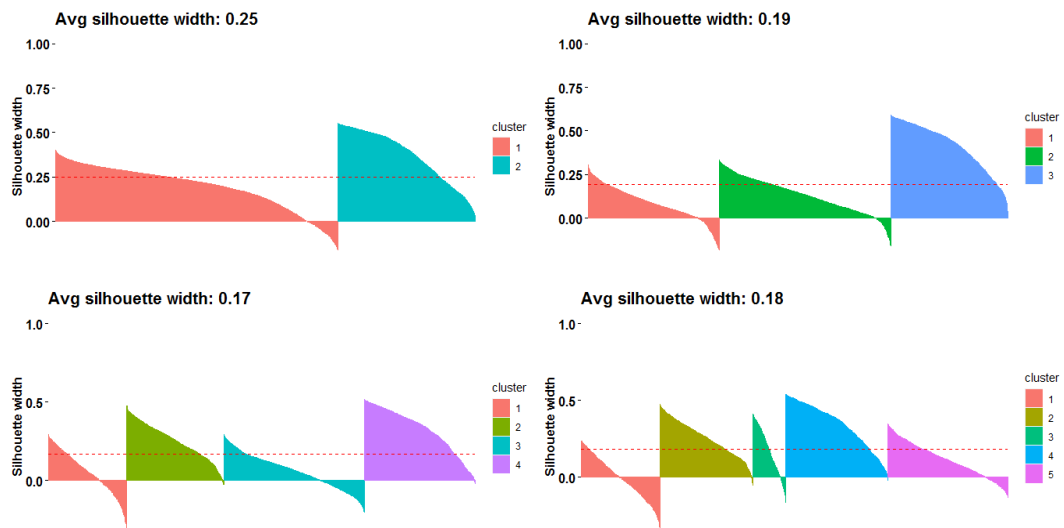 Avg silhouette width: 0.25
1.00
0.75
0.50
0.25
0.00
Silhouette width
cluster
1
2
Avg silhouette width: 0.19
1.00
0.75
0.50
0.25
0.00
Silhouette width
cluster
1
2
3
Avg silhouette width: 0.17
1.0
0.5
0.0
Silhouette width
cluster
1
2
3
4
Avg silhouette width: 0.18
1.0
0.5
0.0
Silhouette width
cluster
1
2
3
4
5